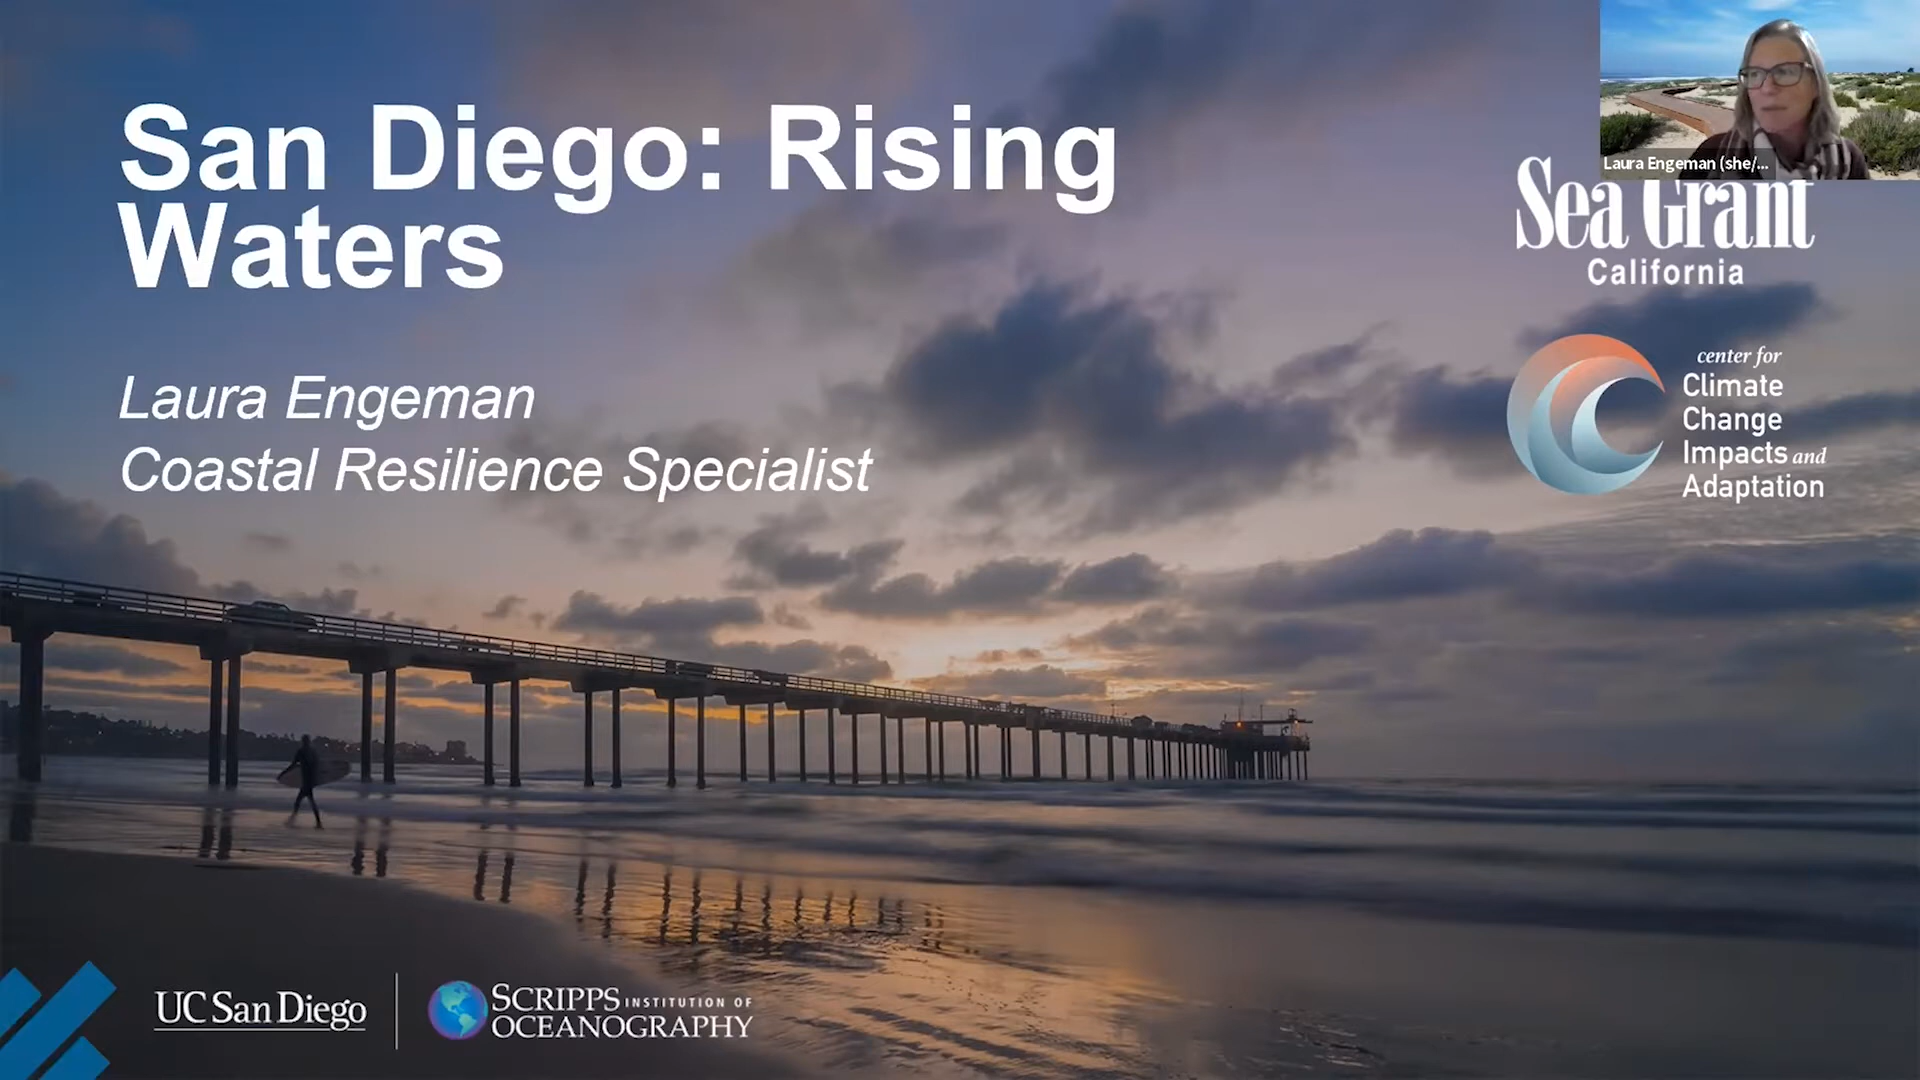 San Diego: Rising
Waters
Laura Engeman
Coastal Resilience Specialist
Laura Engeman (she/...
Sea Grant
California
center for
Climate
Change
Impacts and
Adaptation
UC San Diego
SCRIPPS INSTITUTION OF
OCEANOGRAPHY